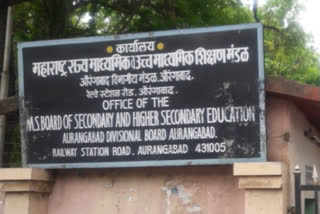 कार्यालय
महाराष्ट्र राज्य माध्यमिक व उच्च माध्यमिक शिक्षण मंडळ
औरंगाबाद विभागीय मंडळ, औरंगाबाद.
रेल्वे स्टेशन रोड, औरंगाबाद.
OFFICE OF THE
M.S. BOARD OF SECONDARY AND HIGHER SECONDARY EDUCATION
AURANGABAD DIVISIONAL BOARD AURANGABAD.
RAILWAY STATION ROAD, AURANGABAD 431005